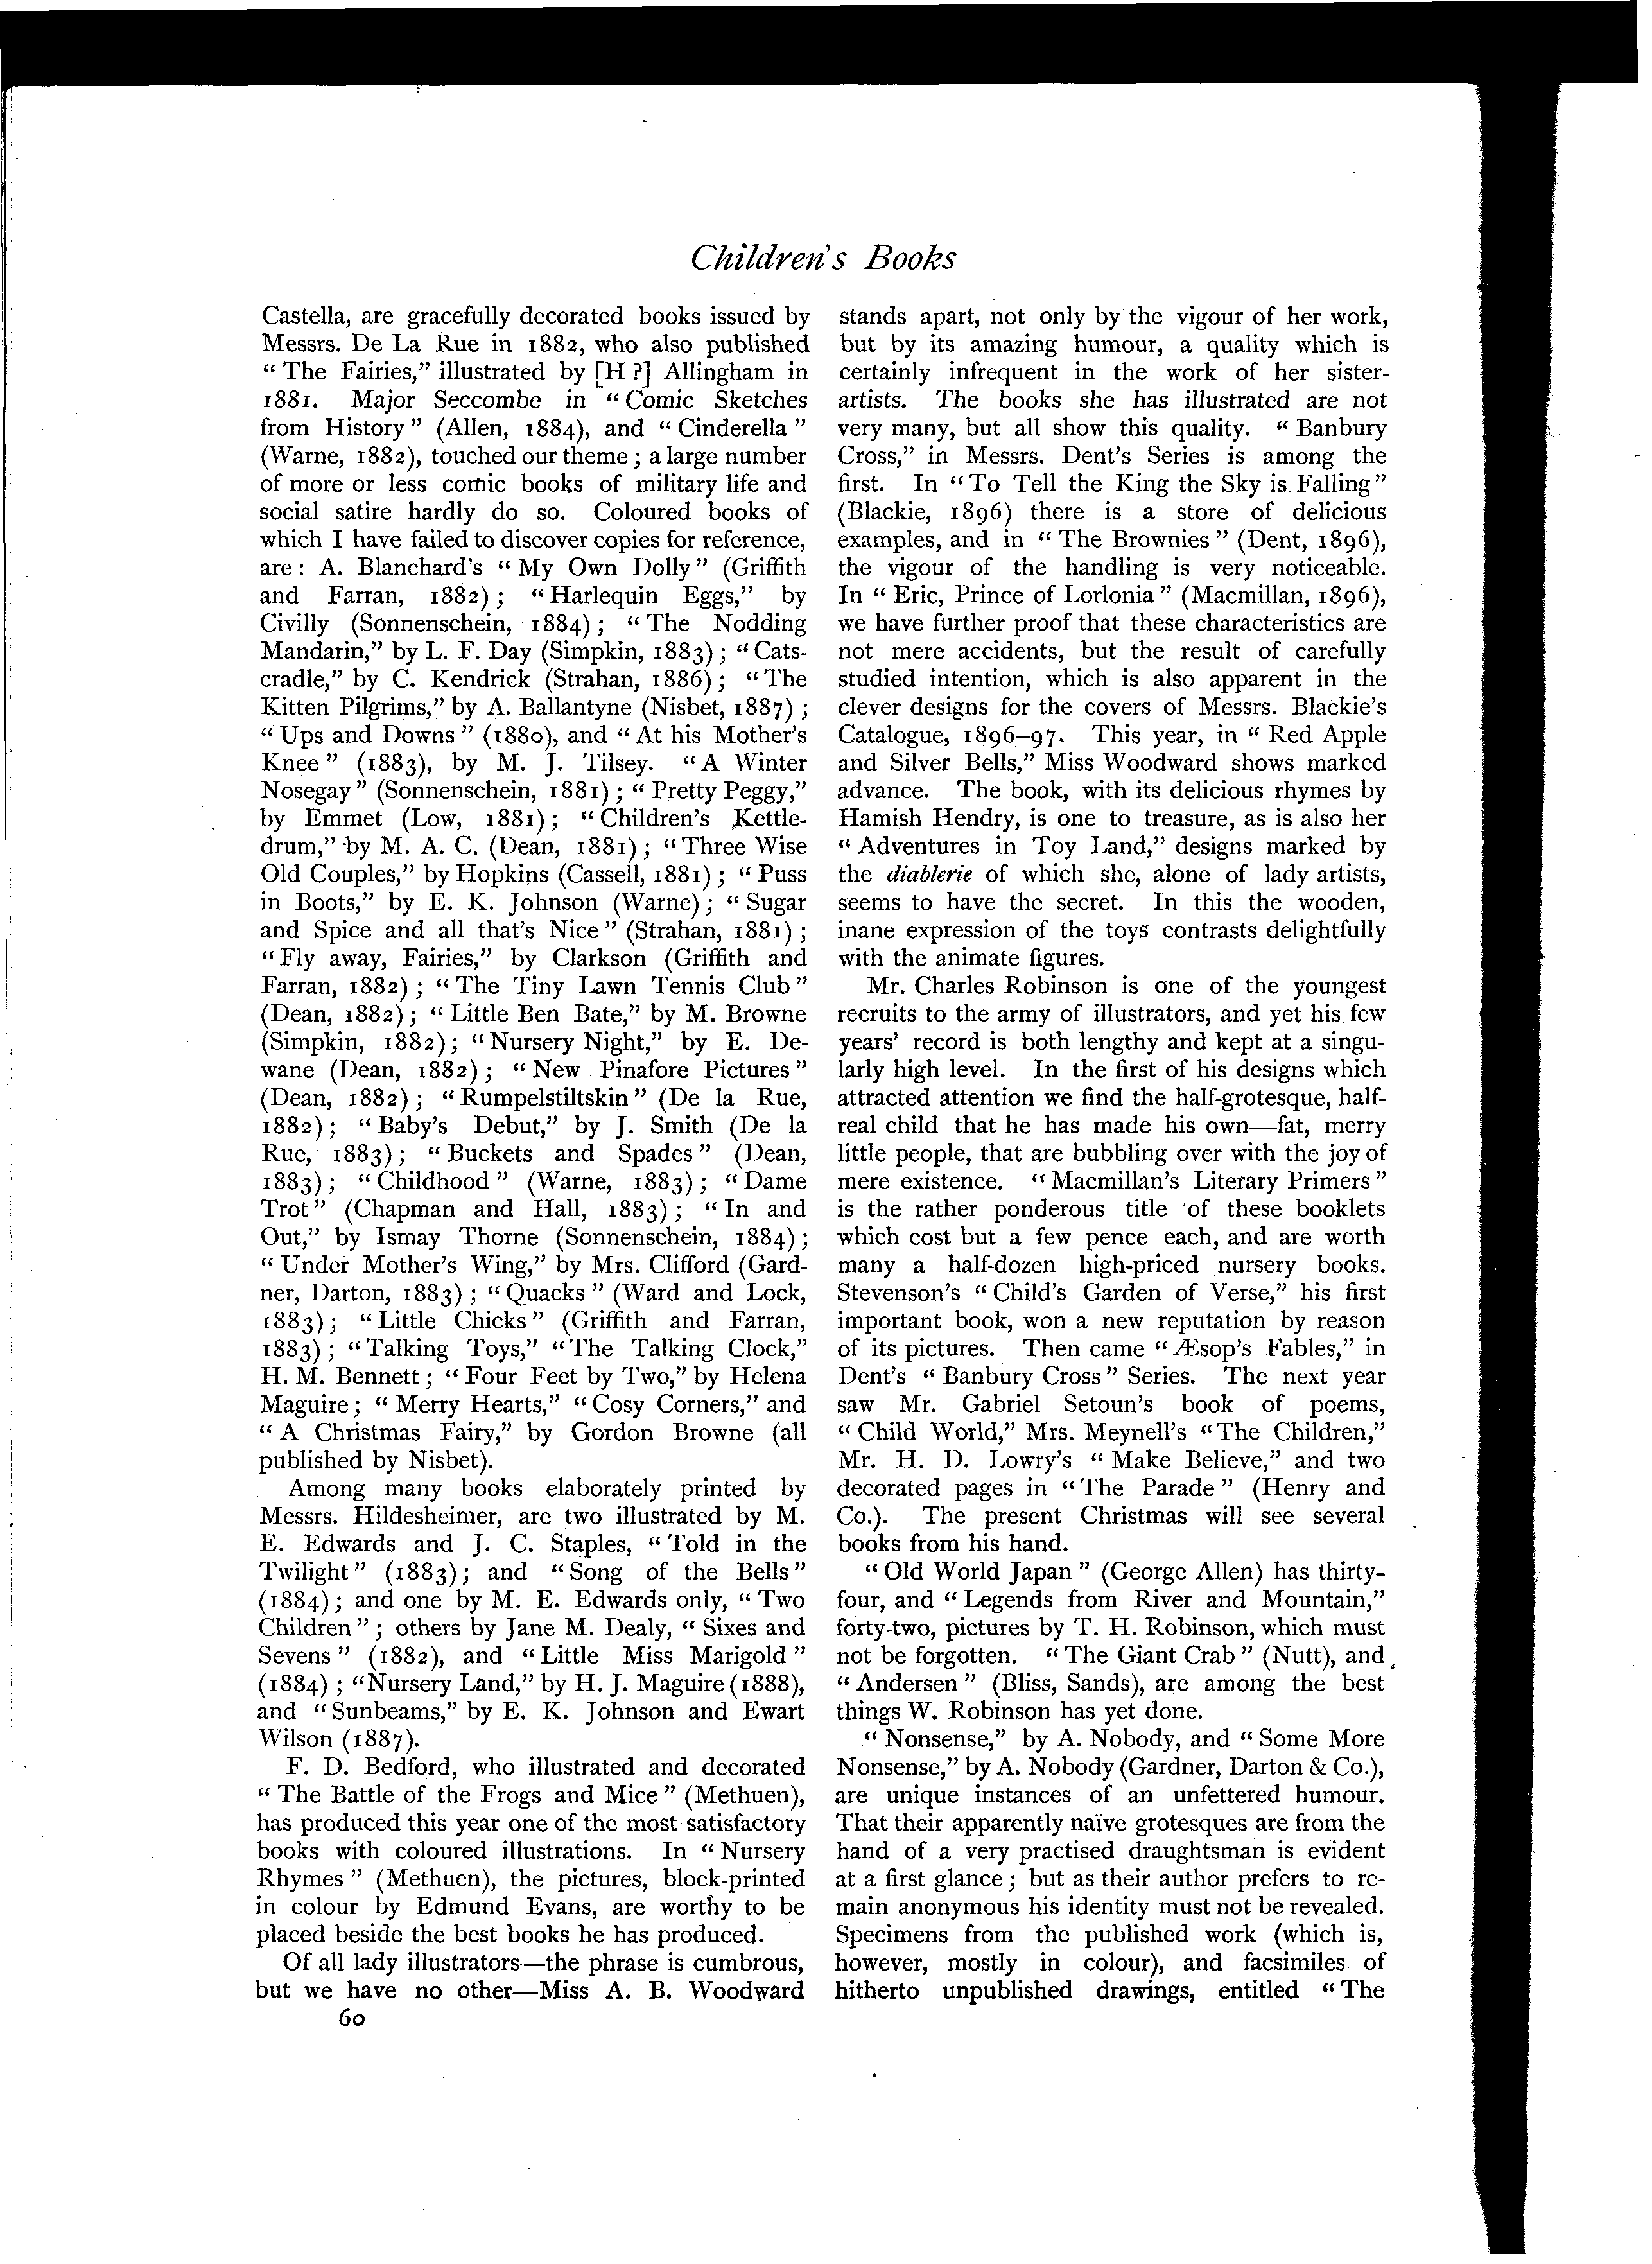 Children's Books
Castella, are gracefully decorated books issued by
Messrs. De La Rue in 1882, who also published
“ The Fairies,” illustrated by [H ?] Allingham in
1881. Major Seccombe in “ Comic Sketches
from History ” (Allen, 1884), and “ Cinderella ”
(Warne, 1882), touched our theme ; a large number
of more or less comic books of military life and
social satire hardly do so. Coloured books of
which I have failed to discover copies for reference,
are : A. Blanchard's “ My Own Dolly ” (Griffith
and Farran, 1882) ; “ Harlequin Eggs,” by
Civilly (Sonnenschein, 1884) ; “ The Nodding
Mandarin,” by L. F. Day (Simpkin, 1883) ; “ Cats-
cradle,” by C. Kendrick (Strahan, 1886) ; “ The
Kitten Pilgrims,” by A. Ballantyne (Nisbet, 1887) ;
“ Ups and Downs ” (1880), and “ At his Mother's
Knee ” (1883), by M. J. Tilsey. “ A Winter
Nosegay ” (Sonnenschein, 1881) ; “ Pretty Peggy,”
by Emmet (Low, 1881) ; “ Children's Kettle-
drum,” by M. A. C. (Dean, 1881) ; “ Three Wise
Old Couples,” by Hopkins (Cassell, 1881) ; “ Puss
in Boots,” by E. K. Johnson (Warne) ; “ Sugar
and Spice and all that's Nice ” (Strahan, 1881) ;
“ Fly away, Fairies,” by Clarkson (Griffith and
Farran, 1882) ; “ The Tiny Lawn Tennis Club ”
(Dean, 1882) ; “ Little Ben Bate,” by M. Browne
(Simpkin, 1882) ; “ Nursery Night,” by E. De-
wane (Dean, 1882) ; “ New Pinafore Pictures ”
(Dean, 1882) ; “ Rumpelstiltskin ” (De la Rue,
1882) ; “ Baby's Debut,” by J. Smith (De la
Rue, 1883) ; “ Buckets and Spades ” (Dean,
1883) ; “ Childhood ” (Warne, 1883) ; “ Dame
Trot ” (Chapman and Hall, 1883) ; “ In and
Out,” by Ismay Thorne (Sonnenschein, 1884) ;
“ Under Mother's Wing,” by Mrs. Clifford (Gard-
ner, Darton, 1883) ; “ Quacks ” (Ward and Lock,
1883) ; “ Little Chicks ” (Griffith and Farran,
1883) ; “ Talking Toys,” “ The Talking Clock,”
H. M. Bennett ; “ Four Feet by Two,” by Helena
Maguire ; “ Merry Hearts,” “ Cosy Corners,” and
“ A Christmas Fairy,” by Gordon Browne (all
published by Nisbet).
Among many books elaborately printed by
Messrs. Hildesheimer, are two illustrated by M.
E. Edwards and J. C. Staples, “ Told in the
Twilight ” (1883) ; and “ Song of the Bells ”
(1884) ; and one by M. E. Edwards only, “ Two
Children ” ; others by Jane M. Dealy, “ Sixes and
Sevens ” (1882), and “ Little Miss Marigold ”
(1884) ; “ Nursery Land,” by H. J. Maguire (1888),
and “ Sunbeams,” by E. K. Johnson and Ewart
Wilson (1887).
F. D. Bedford, who illustrated and decorated
“ The Battle of the Frogs and Mice ” (Methuen),
has produced this year one of the most satisfactory
books with coloured illustrations. In “ Nursery
Rhymes ” (Methuen), the pictures, block-printed
in colour by Edmund Evans, are worthy to be
placed beside the best books he has produced.
Of all lady illustrators—the phrase is cumbrous,
but we have no other—Miss A. B. Woodward
60
stands apart, not only by the vigour of her work,
but by its amazing humour, a quality which is
certainly infrequent in the work of her sister-
artists. The books she has illustrated are not
very many, but all show this quality. “ Banbury
Cross,” in Messrs. Dent's Series is among the
first. In “ To Tell the King the Sky is Falling ”
(Blackie, 1896) there is a store of delicious
examples, and in “ The Brownies ” (Dent, 1896),
the vigour of the handling is very noticeable.
In “ Eric, Prince of Lorlonia ” (Macmillan, 1896),
we have further proof that these characteristics are
not mere accidents, but the result of carefully
studied intention, which is also apparent in the
clever designs for the covers of Messrs. Blackie's
Catalogue, 1896–97. This year, in “ Red Apple
and Silver Bells,” Miss Woodward shows marked
advance. The book, with its delicious rhymes by
Hamish Hendry, is one to treasure, as is also her
“ Adventures in Toy Land,” designs marked by
the diablerie of which she, alone of lady artists,
seems to have the secret. In this the wooden,
inane expression of the toys contrasts delightfully
with the animate figures.
Mr. Charles Robinson is one of the youngest
recruits to the army of illustrators, and yet his few
years' record is both lengthy and kept at a singu-
larly high level. In the first of his designs which
attracted attention we find the half-grotesque, half-
real child that he has made his own—fat, merry
little people, that are bubbling over with the joy of
mere existence. “ Macmillan's Literary Primers ”
is the rather ponderous title of these booklets
which cost but a few pence each, and are worth
many a half-dozen high-priced nursery books.
Stevenson's “ Child's Garden of Verse,” his first
important book, won a new reputation by reason
of its pictures. Then came “ Æsop's Fables,” in
Dent's “ Banbury Cross ” Series. The next year
saw Mr. Gabriel Setoun's book of poems,
“ Child World,” Mrs. Meynell's “ The Children,”
Mr. H. D. Lowry's “ Make Believe,” and two
decorated pages in “ The Parade ” (Henry and
Co.). The present Christmas will see several
books from his hand.
“ Old World Japan ” (George Allen) has thirty-
four, and “ Legends from River and Mountain,”
forty-two, pictures by T. H. Robinson, which must
not be forgotten. “ The Giant Crab ” (Nutt), and
“ Andersen ” (Bliss, Sands), are among the best
things W. Robinson has yet done.
“ Nonsense,” by A. Nobody, and “ Some More
Nonsense,” by A. Nobody (Gardner, Darton & Co.),
are unique instances of an unfettered humour.
That their apparently naïve grotesques are from the
hand of a very practised draughtsman is evident
at a first glance ; but as their author prefers to re-
main anonymous his identity must not be revealed.
Specimens from the published work (which is,
however, mostly in colour), and facsimiles of
hitherto unpublished drawings, entitled “ The